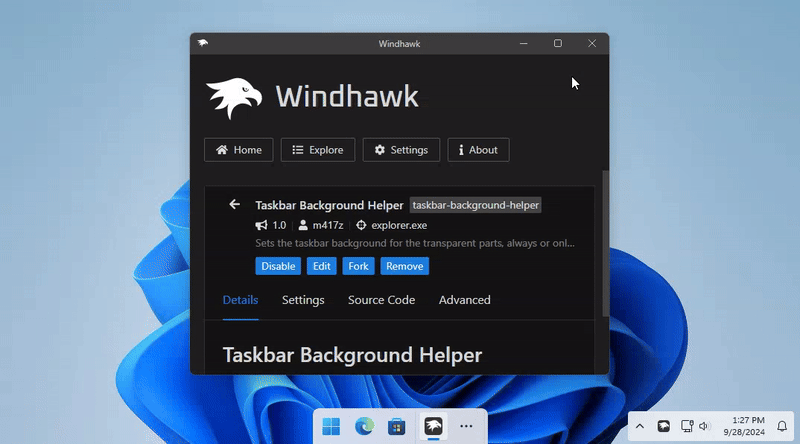 Windhawk
Windhawk
Home
Explore
Settings
About
Taskbar Background Helper taskbar-background-helper
1.0 m417z explorer.exe
Sets the taskbar background for the transparent parts, always or onl...
Disable Edit Fork Remove
Details Settings Source Code Advanced
Taskbar Background Helper
1:27 PM
9/28/2024